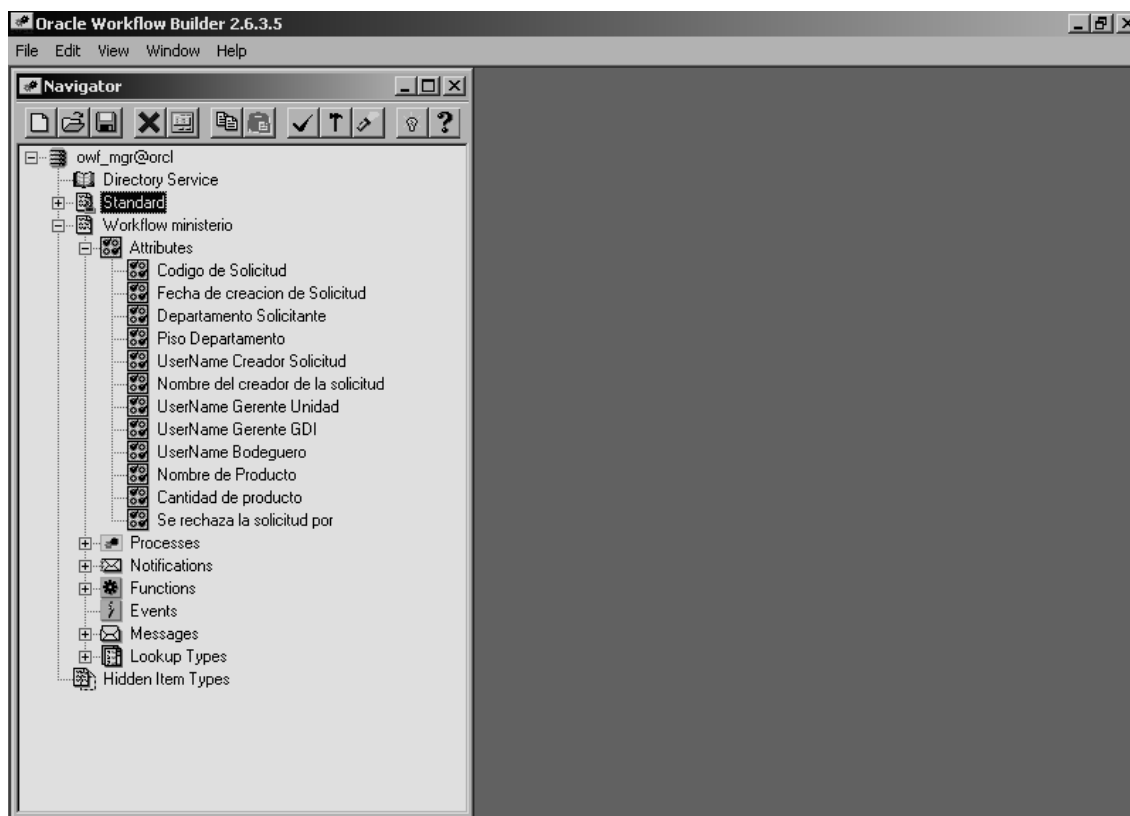 Oracle Workflow Builder 2.6.3.5
File Edit View Window Help
Navigator
owf_mgr@orcl
Directory Service
Standard
Workflow ministerio
Attributes
Codigo de Solicitud
Fecha de creacion de Solicitud
Departamento Solicitante
Piso Departamento
UserName Creador Solicitud
Nombre del creador de la solicitud
UserName Gerente Unidad
UserName Gerente GDI
UserName Bodeguero
Nombre de Producto
Cantidad de producto
Se rechaza la solicitud por
Processes
Notifications
Functions
Events
Messages
Lookup Types
Hidden Item Types